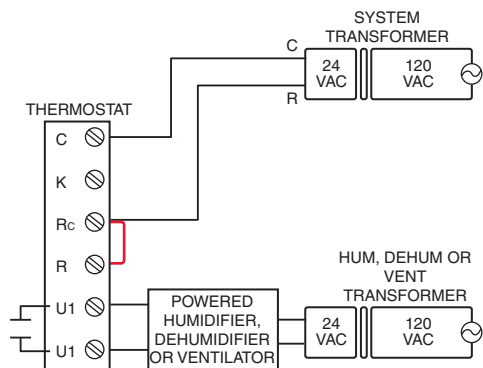 SYSTEM
TRANSFORMER
C
R
24
VAC
120
VAC
THERMOSTAT
C
K
Rc
R
U1
U1
POWERED
HUMIDIFIER,
DEHUMIDIFIER
OR VENTILATOR
HUM, DEHUM OR
VENT
TRANSFORMER
24
VAC
120
VAC